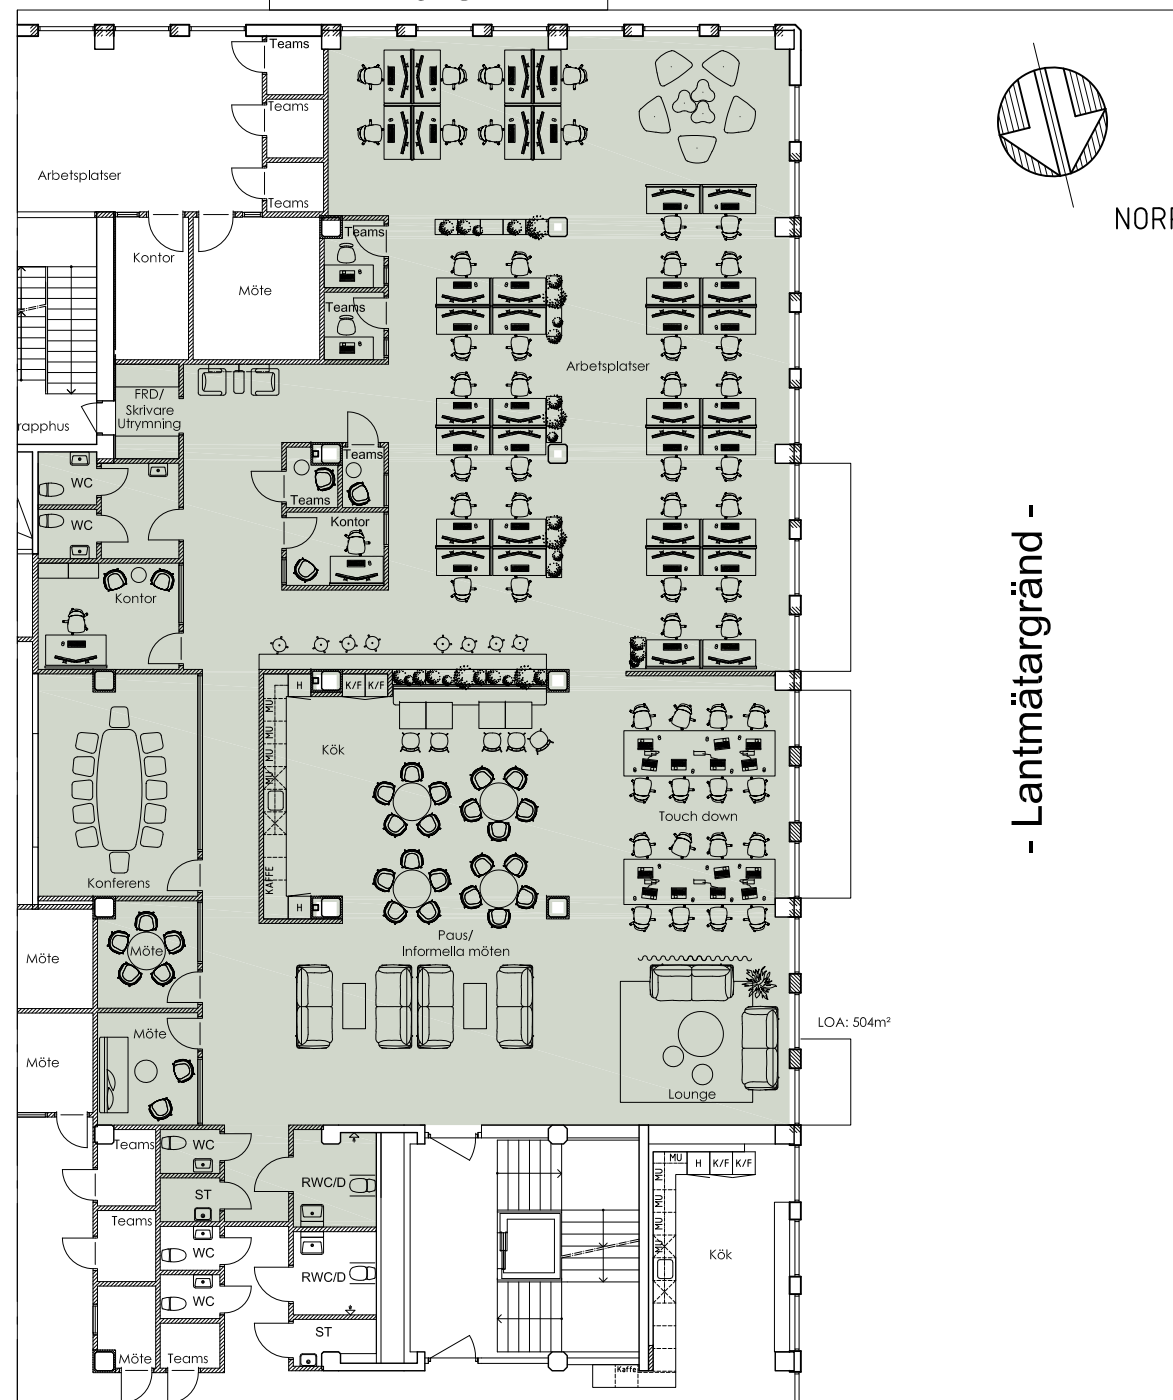 Teams
Teams
Teams
Arbetsplatser
NORR
Teams
Kontor
Möte
Teams
Arbetsplatser
FRD/
Skrivare
Utrymning
rapphus
Teams
WC
Teams
WC
Kontor
Kontor
- Lantmätargränd -
H
K/F
K/F
MU
MU
MU
MU
Kök
Touch down
KAFFE
Konferens
H
Paus/
Informella möten
Möte
Möte
LOA: 504m²
Möte
Möte
Lounge
Teams
WC
MU
H
K/F
K/F
MU
RWC/D
ST
MU
Teams
MU
WC
Kök
RWC/D
WC
ST
Möte
Teams
Kaffe